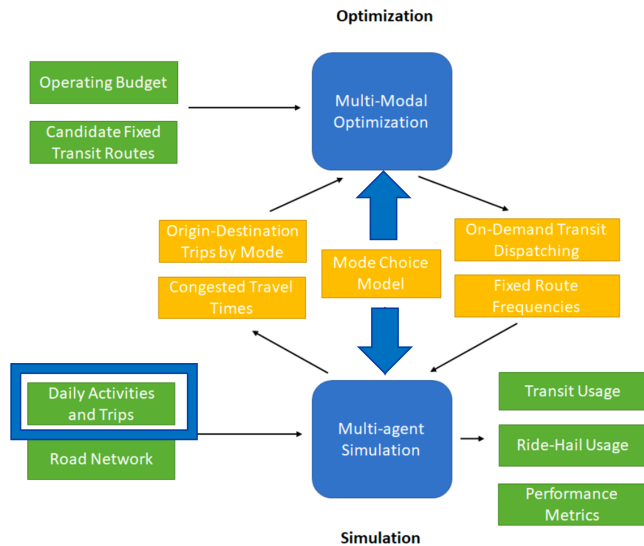 Optimization
Operating Budget
Candidate Fixed
Transit Routes
Multi-Modal
Optimization
Origin-Destination
Trips by Mode
Congested Travel
Times
Mode Choice
Model
On-Demand Transit
Dispatching
Fixed Route
Frequencies
Daily Activities
and Trips
Road Network
Multi-agent
Simulation
Transit Usage
Ride-Hail Usage
Performance
Metrics
Simulation